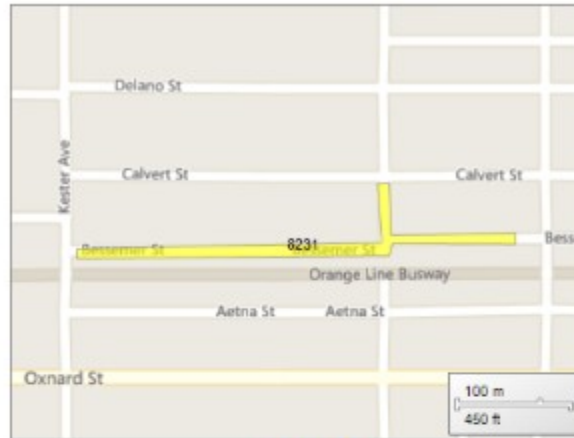 Delano St
Kester Ave
Calvert St
Calvert St
Bessemer St
8231
Bessemer St
Bess
Orange Line Busway
Aetna St
Aetna St
Oxnard St
100 m
450 ft